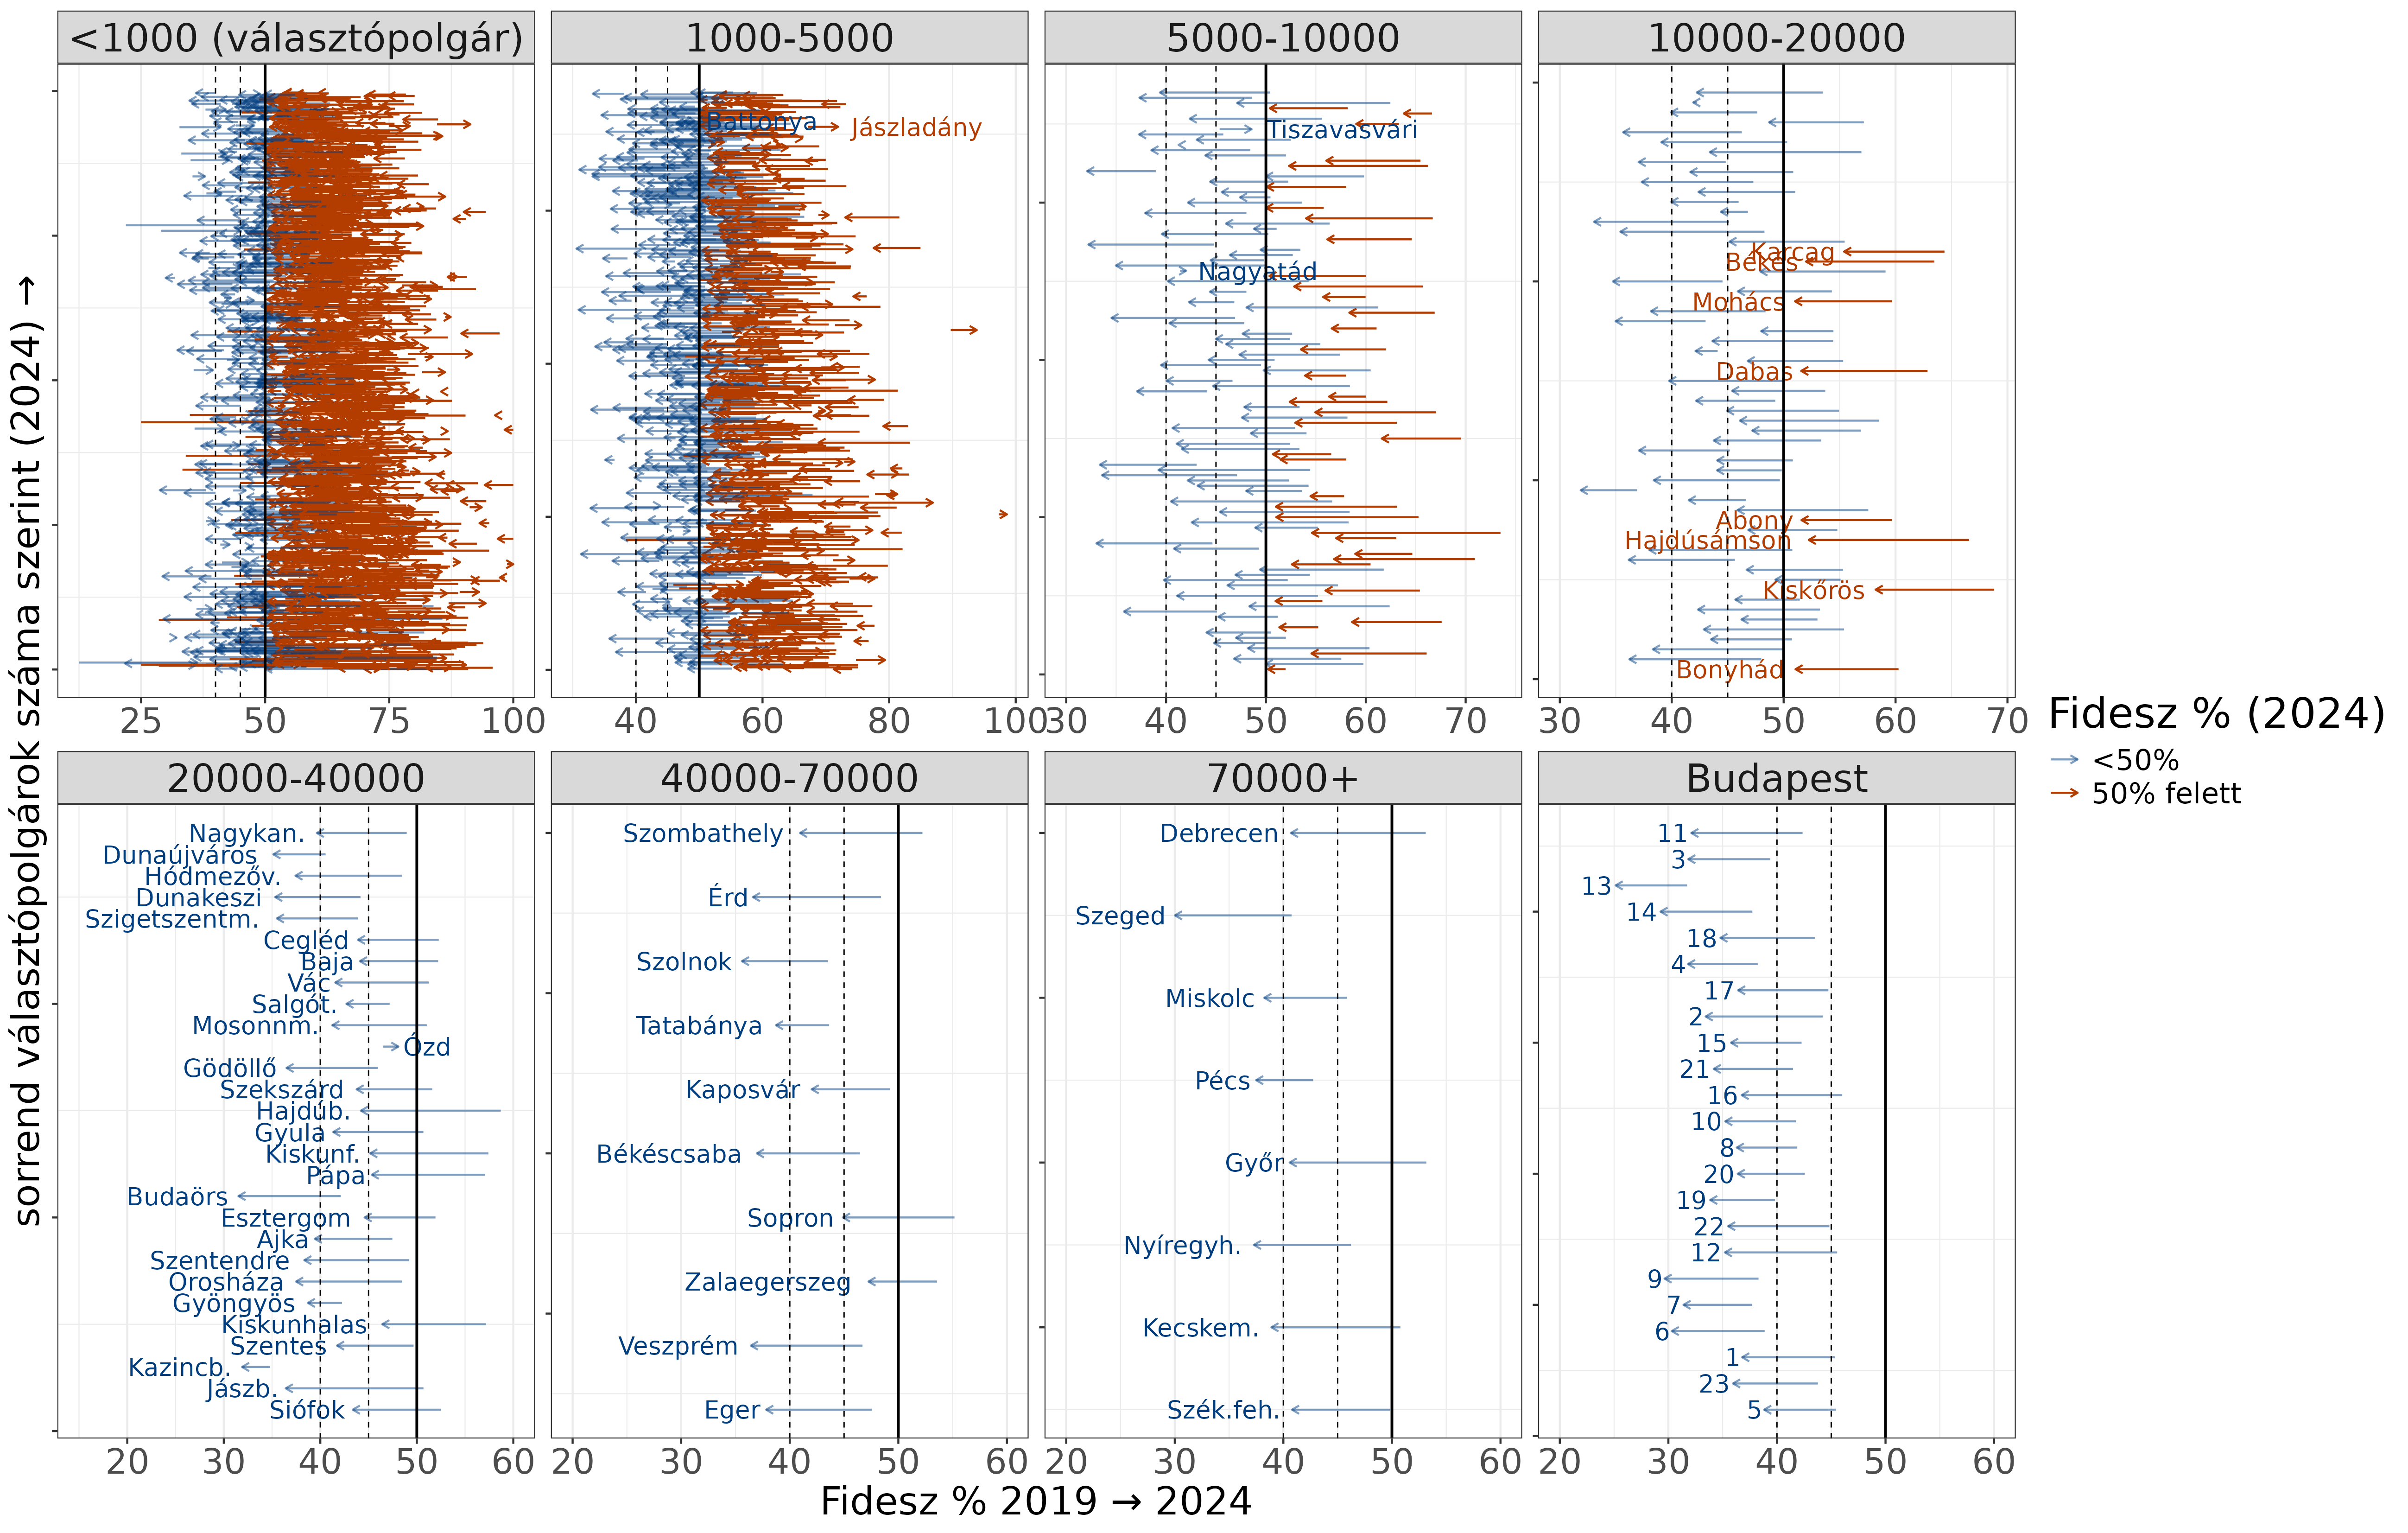 <1000 (választópolgár)
1000-5000
5000-10000
10000-20000
Battonya
Jászladány
Tiszavasvári
Nagyatád
Karcag
Békés
Mohács
Dabas
Abony
Hajdúsámson
Kiskőrös
Bonyhád
25 50 75 100
40 60 80 100
30 40 50 60 70
30 40 50 60 70
20000-40000
40000-70000
70000+
Budapest
Nagykan.
Dunaújváros
Hódmezőv.
Dunakeszi
Szigetszentm.
Cegléd
Baja
Vác
Salgót.
Mosonnm.
Ózd
Gödöllő
Szekszárd
Hajdúb.
Gyula
Kiskunf.
Pápa
Budaörs
Esztergom
Ajka
Szentendre
Orosháza
Gyöngyös
Kiskunhalas
Szentes
Kazincb.
Jászb.
Siófok
Szombathely
Érd
Szolnok
Tatabánya
Kaposvár
Békéscsaba
Sopron
Zalaegerszeg
Veszprém
Eger
Debrecen
Szeged
Miskolc
Pécs
Győr
Nyíregyh.
Kecskem.
Szék.feh.
11
3
13
14
18
4
17
2
15
21
16
10
8
20
19
22
12
9
7
6
1
23
5
20 30 40 50 60
20 30 40 50 60
20 30 40 50 60
20 30 40 50 60
Fidesz % 2019 → 2024
sorrend választópolgárok száma szerint (2024) →
Fidesz % (2024)
<50%
50% felett